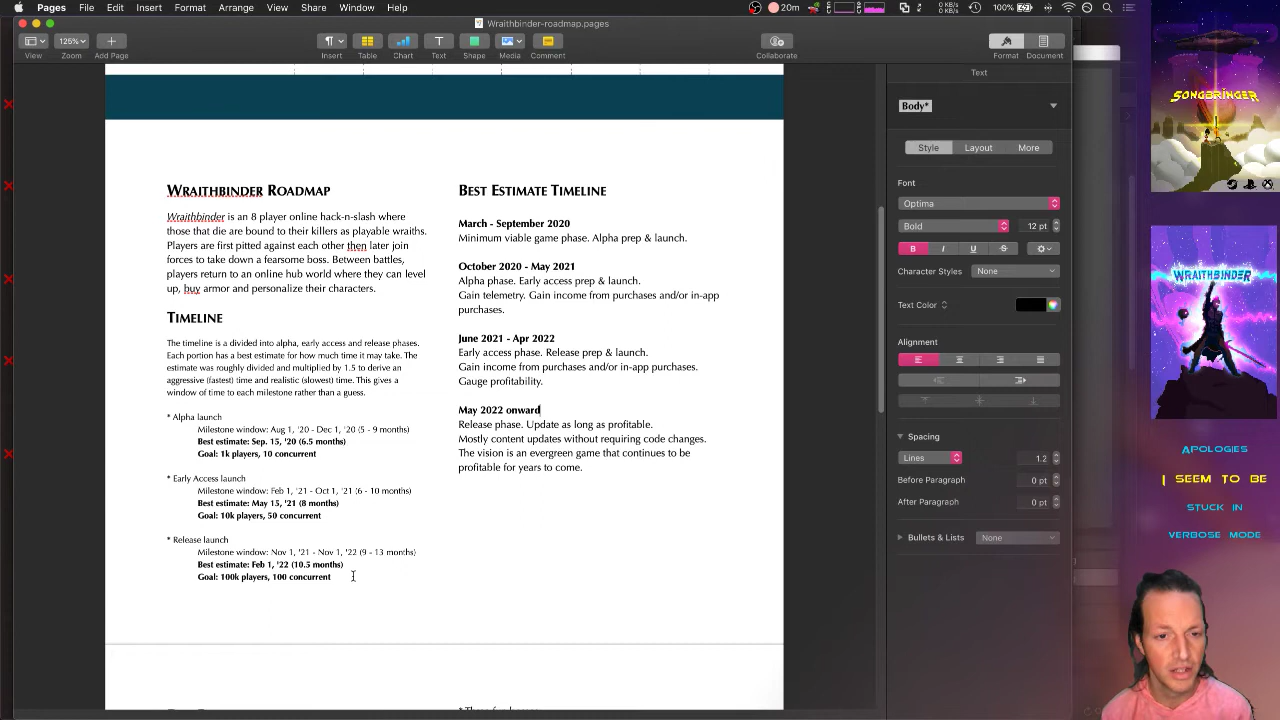 Pages
20m
100%
Wraithbinder-roadmap.pages
125%
View
Zoom
Add Page
Insert
Table
Chart
Text
Shape
Media
Comment
Collaborate
Format
Document
WRAITHBINDER ROADMAP
Wraithbinder is an 8 player online hack-n-slash where
those that die are bound to their killers as playable wraiths.
Players are first pitted against each other then later join
forces to take down a fearsome boss. Between battles,
players return to an online hub world where they can level
up, buy armor and personalize their characters.
TIMELINE
The timeline is a divided into alpha, early access and release phases.
Each portion has a best estimate for how much time it may take. The
estimate was roughly divided and multiplied by 1.5 to derive an
aggressive (fastest) time and realistic (slowest) time. This gives a
window of time to each milestone rather than a guess.
* Alpha launch
Milestone window: Aug 1, '20 - Dec 1, '20 (5 - 9 months)
Best estimate: Sep. 15, '20 (6.5 months)
Goal: 1k players, 10 concurrent
* Early Access launch
Milestone window: Feb 1, '21 - Oct 1, '21 (6 - 10 months)
Best estimate: May 15, '21 (8 months)
Goal: 10k players, 50 concurrent
* Release launch
Milestone window: Nov 1, '21 - Nov 1, '22 (9 - 13 months)
Best estimate: Feb 1, '22 (10.5 months)
Goal: 100k players, 100 concurrent
BEST ESTIMATE TIMELINE
March - September 2020
Minimum viable game phase. Alpha prep & launch.
October 2020 - May 2021
Alpha phase. Early access prep & launch.
Gain telemetry. Gain income from purchases and/or in-app
purchases.
June 2021 - Apr 2022
Early access phase. Release prep & launch.
Gain income from purchases and/or in-app purchases.
Gauge profitability.
May 2022 onward
Release phase. Update as long as profitable.
Mostly content updates without requiring code changes.
The vision is an evergreen game that continues to be
profitable for years to come.
Text
Body*
Style
Layout
More
Font
Optima
Bold
12 pt
B
I
U
S
Character Styles
None
Text Color
Alignment
Spacing
Lines
1.2
Before Paragraph
0 pt
After Paragraph
0 pt
Bullets & Lists
None
SONGBRINGER
WRAITHBINDER
APOLOGIES
I SEEM TO BE
STUCK IN
VERBOSE MODE